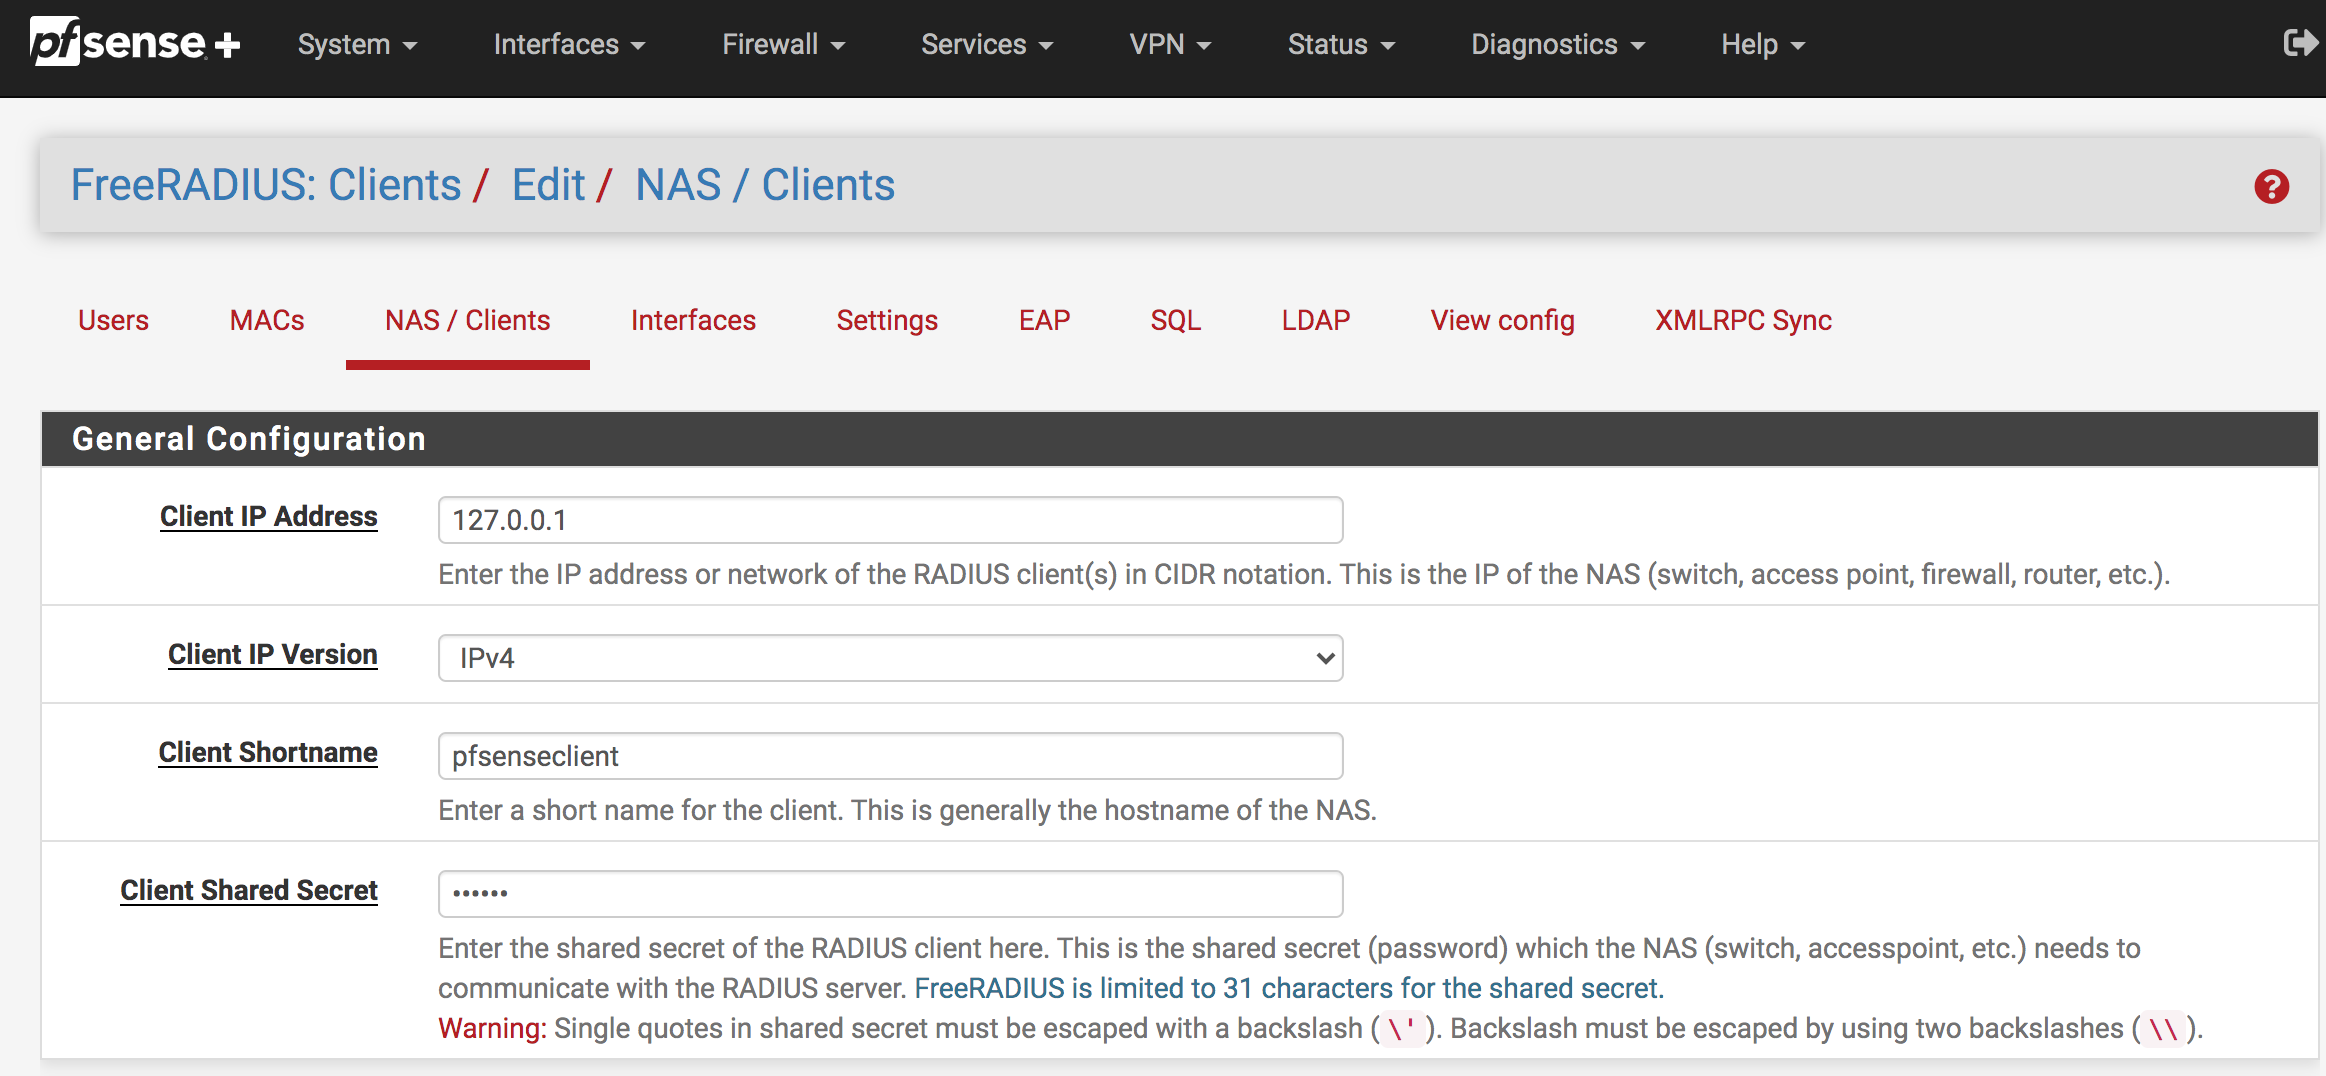 pfsense+ System Interfaces Firewall Services VPN Status Diagnostics Help
FreeRADIUS: Clients / Edit / NAS / Clients
Users MACs NAS / Clients Interfaces Settings EAP SQL LDAP View config XMLRPC Sync
General Configuration
Client IP Address 127.0.0.1
Enter the IP address or network of the RADIUS client(s) in CIDR notation. This is the IP of the NAS (switch, access point, firewall, router, etc.).
Client IP Version IPv4
Client Shortname pfsenseclient
Enter a short name for the client. This is generally the hostname of the NAS.
Client Shared Secret ••••••
Enter the shared secret of the RADIUS client here. This is the shared secret (password) which the NAS (switch, accesspoint, etc.) needs to
communicate with the RADIUS server. FreeRADIUS is limited to 31 characters for the shared secret.
Warning: Single quotes in shared secret must be escaped with a backslash ( \' ). Backslash must be escaped by using two backslashes ( \\ ).